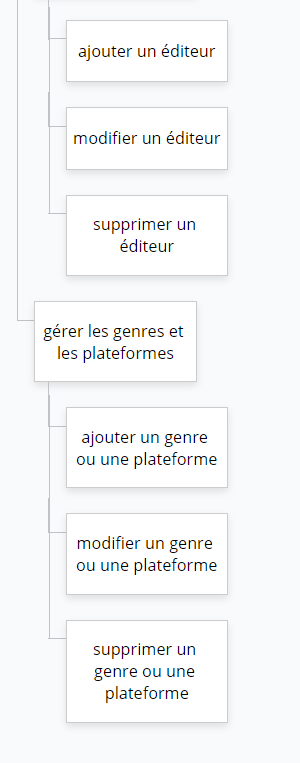 ajouter un éditeur
modifier un éditeur
supprimer un
éditeur
gérer les genres et
les plateformes
ajouter un genre
ou une plateforme
modifier un genre
ou une plateforme
supprimer un
genre ou une
plateforme